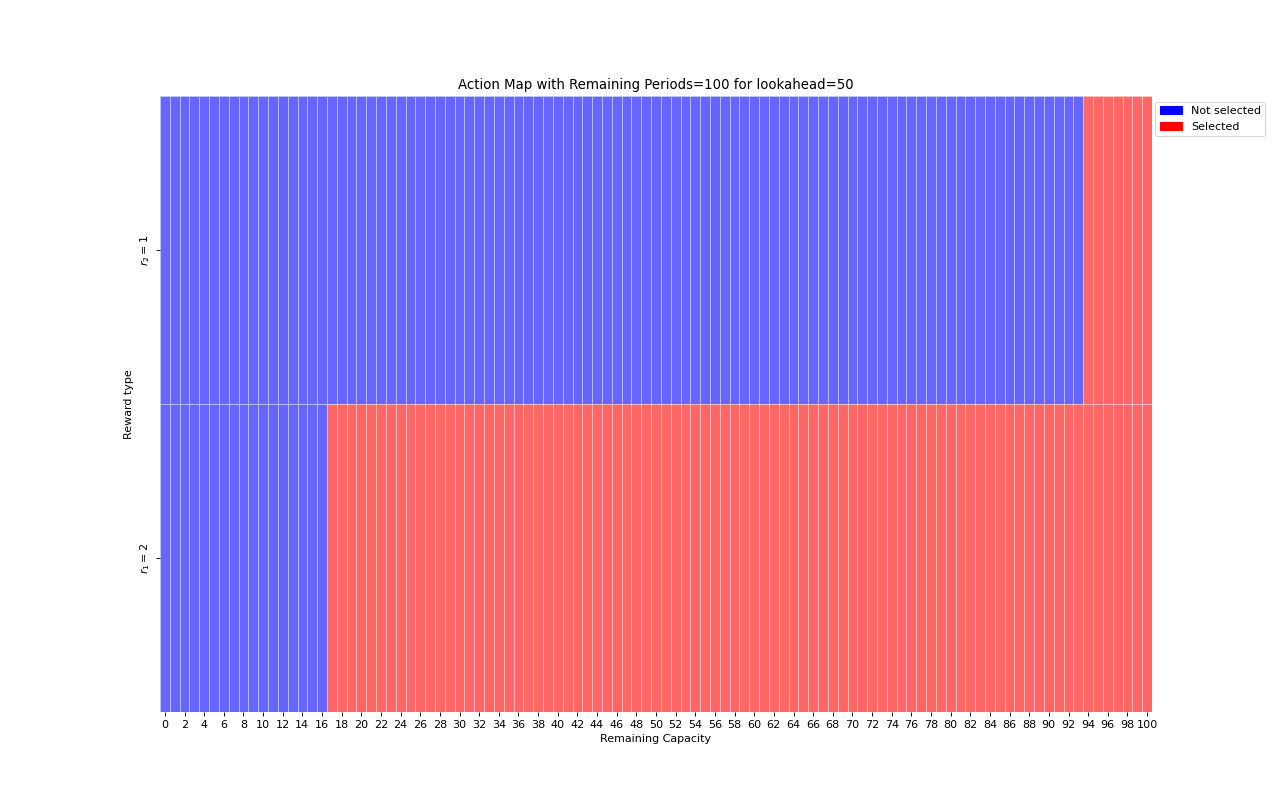 Action Map with Remaining Periods=100 for lookahead=50
Not selected
Selected
r₂ = 1
Reward type
r₁ = 2
0 2 4 6 8 10 12 14 16 18 20 22 24 26 28 30 32 34 36 38 40 42 44 46 48 50 52 54 56 58 60 62 64 66 68 70 72 74 76 78 80 82 84 86 88 90 92 94 96 98 100
Remaining Capacity